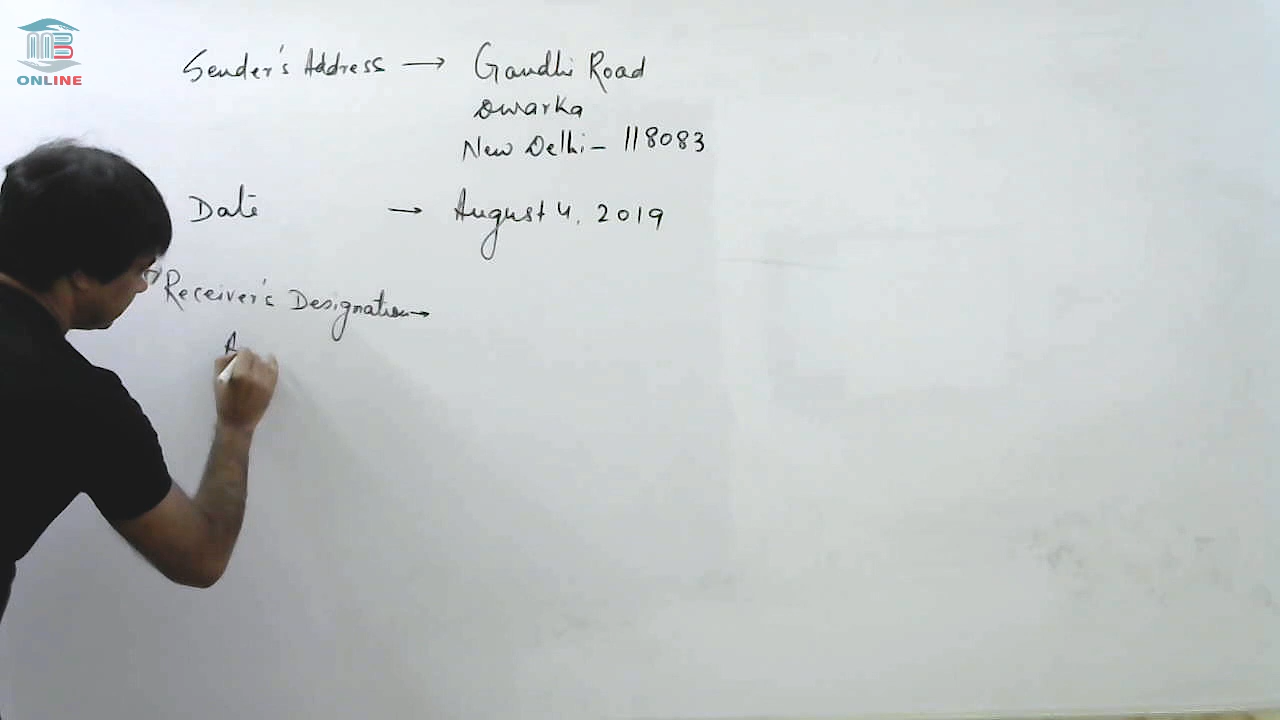 ONLINE
Sender's Address → Gandhi Road
Dwarka
New Delhi - 118083
Date → August 4, 2019
Receiver's Designation →
A